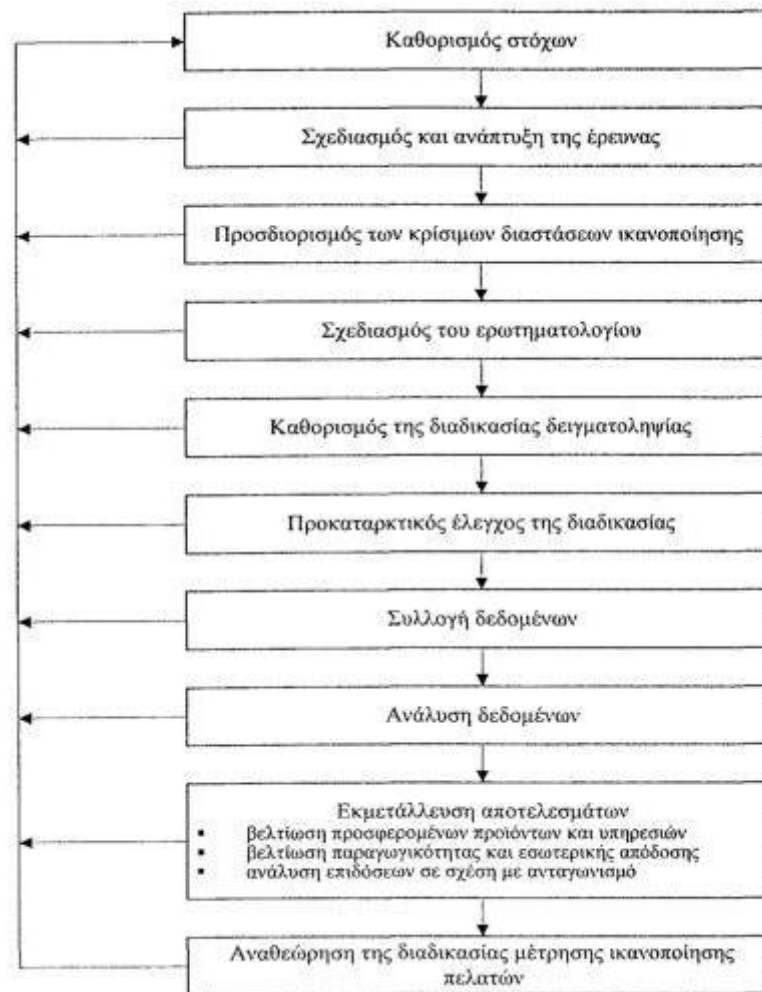 Καθορισμός στόχων
Σχεδιασμός και ανάπτυξη της έρευνας
Προσδιορισμός των κρίσιμων διαστάσεων ικανοποίησης
Σχεδιασμός του ερωτηματολογίου
Καθορισμός της διαδικασίας δειγματοληψίας
Προκαταρκτικός έλεγχος της διαδικασίας
Συλλογή δεδομένων
Ανάλυση δεδομένων
Εκμετάλλευση αποτελεσμάτων
▪ βελτίωση προσφερομένων προϊόντων και υπηρεσιών
▪ βελτίωση παραγωγικότητας και εσωτερικής απόδοσης
▪ ανάλυση επιδόσεων σε σχέση με ανταγωνισμό
Αναθεώρηση της διαδικασίας μέτρησης ικανοποίησης
πελατών